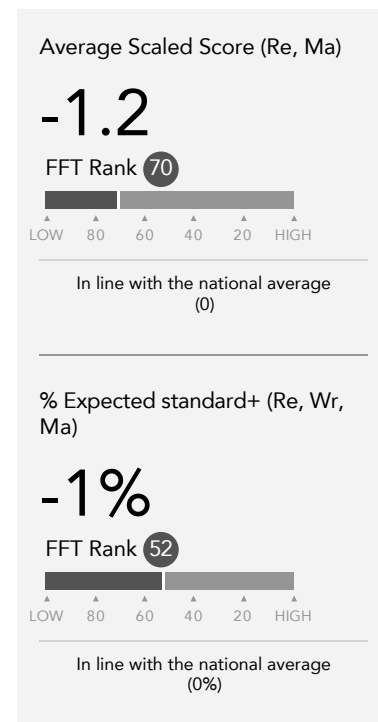 Average Scaled Score (Re, Ma)
-1.2
FFT Rank 70
LOW 80 60 40 20 HIGH
In line with the national average
(0)
% Expected standard+ (Re, Wr,
Ma)
-1%
FFT Rank 52
LOW 80 60 40 20 HIGH
In line with the national average
(0%)